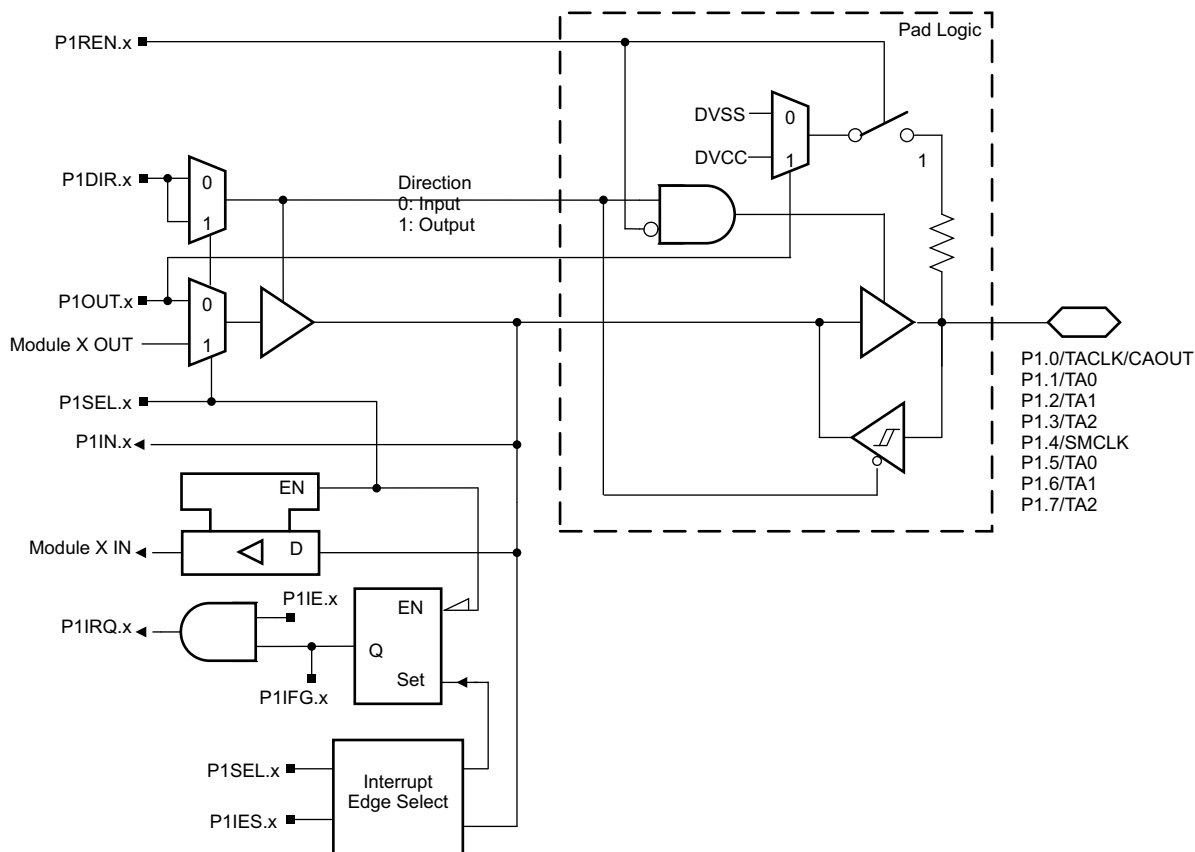 Pad Logic
P1REN.x
DVSS
0
DVCC
1
1
P1DIR.x
0
1
Direction
0: Input
1: Output
P1OUT.x
0
Module X OUT
1
P1SEL.x
P1IN.x
EN
Module X IN
D
P1.0/TACLK/CAOUT
P1.1/TA0
P1.2/TA1
P1.3/TA2
P1.4/SMCLK
P1.5/TA0
P1.6/TA1
P1.7/TA2
P1IE.x
P1IRQ.x
EN
Q
Set
P1IFG.x
P1SEL.x
P1IES.x
Interrupt
Edge Select